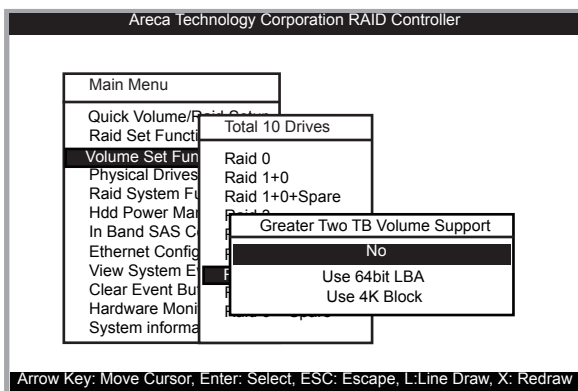 Areca Technology Corporation RAID Controller
Main Menu
Quick Volume/Raid Setup
Raid Set Functi
Volume Set Fun
Physical Drives
Raid System Fu
Hdd Power Mar
In Band SAS C
Ethernet Config
View System E
Clear Event Bu
Hardware Moni
System informa
Total 10 Drives
Raid 0
Raid 1+0
Raid 1+0+Spare
Greater Two TB Volume Support
No
Use 64bit LBA
Use 4K Block
Arrow Key: Move Cursor, Enter: Select, ESC: Escape, L:Line Draw, X: Redraw